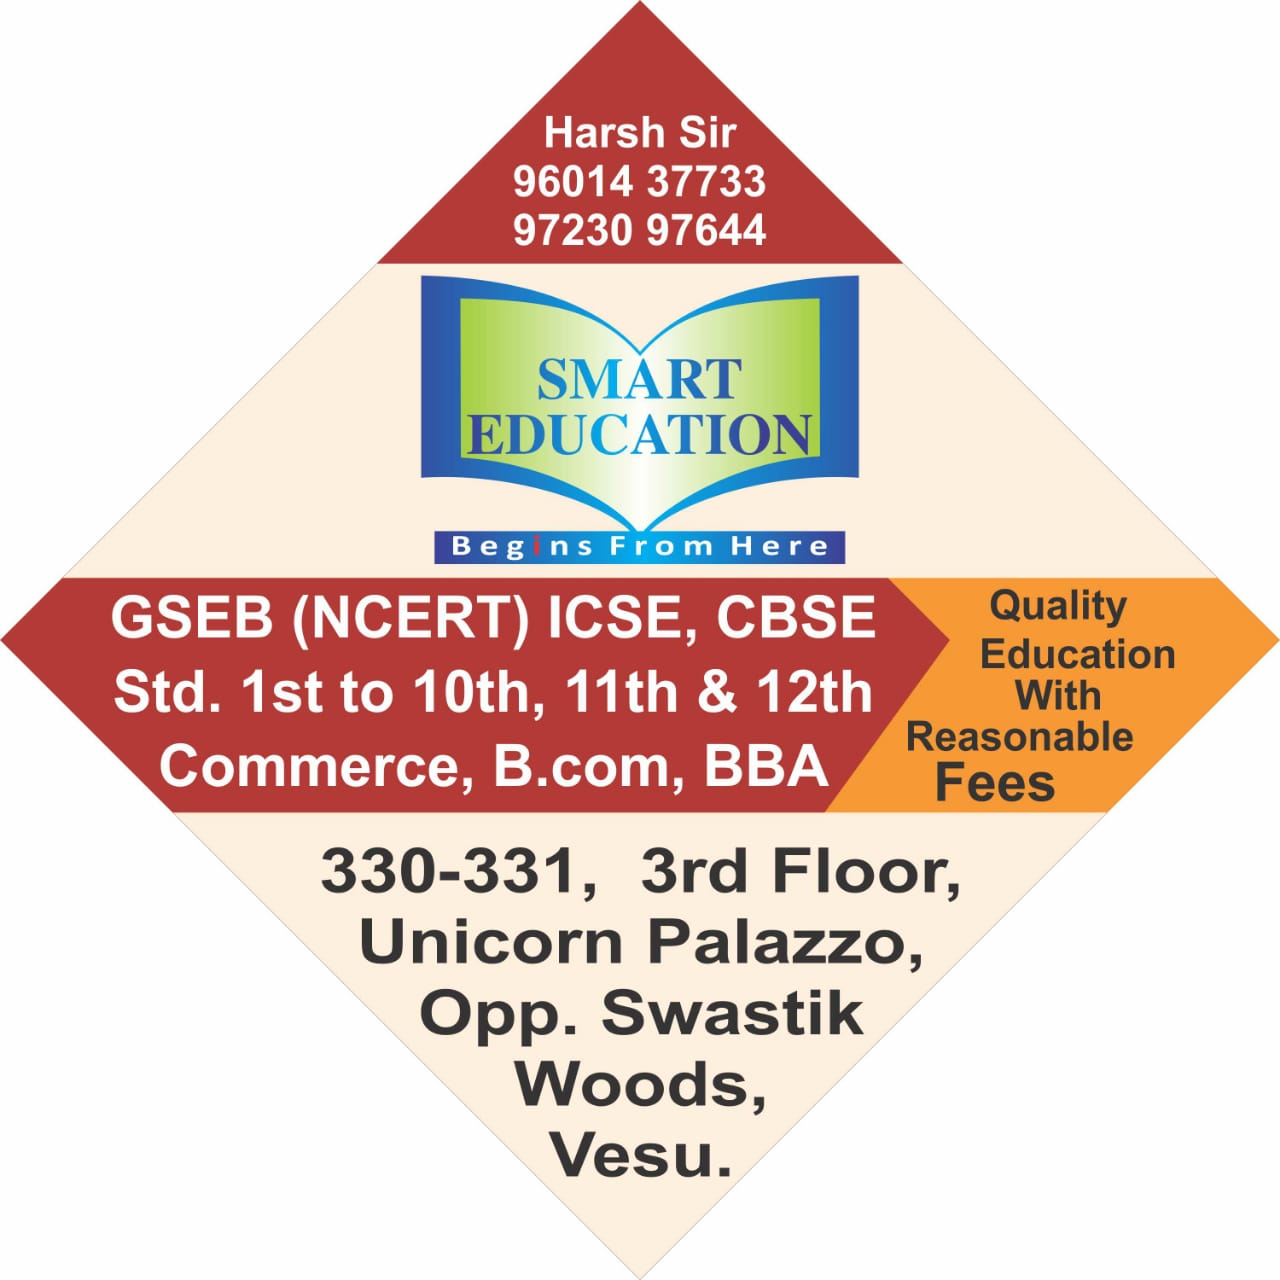 Harsh Sir
96014 37733
97230 97644
SMART
EDUCATION
Begins From Here
GSEB (NCERT) ICSE, CBSE
Std. 1st to 10th, 11th & 12th
Commerce, B.com, BBA
Quality
Education
With
Reasonable
Fees
330-331, 3rd Floor,
Unicorn Palazzo,
Opp. Swastik
Woods,
Vesu.